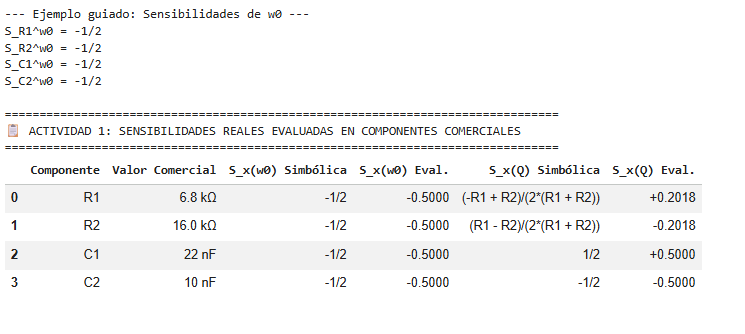 --- Ejemplo guiado: Sensibilidades de w0 ---
S_R1^w0 = -1/2
S_R2^w0 = -1/2
S_C1^w0 = -1/2
S_C2^w0 = -1/2
================================================================================
📋 ACTIVIDAD 1: SENSIBILIDADES REALES EVALUADAS EN COMPONENTES COMERCIALES
================================================================================
Componente Valor Comercial S_x(w0) Simbólica S_x(w0) Eval. S_x(Q) Simbólica S_x(Q) Eval.
0 R1 6.8 kΩ -1/2 -0.5000 (-R1 + R2)/(2*(R1 + R2)) +0.2018
1 R2 16.0 kΩ -1/2 -0.5000 (R1 - R2)/(2*(R1 + R2)) -0.2018
2 C1 22 nF -1/2 -0.5000 1/2 +0.5000
3 C2 10 nF -1/2 -0.5000 -1/2 -0.5000